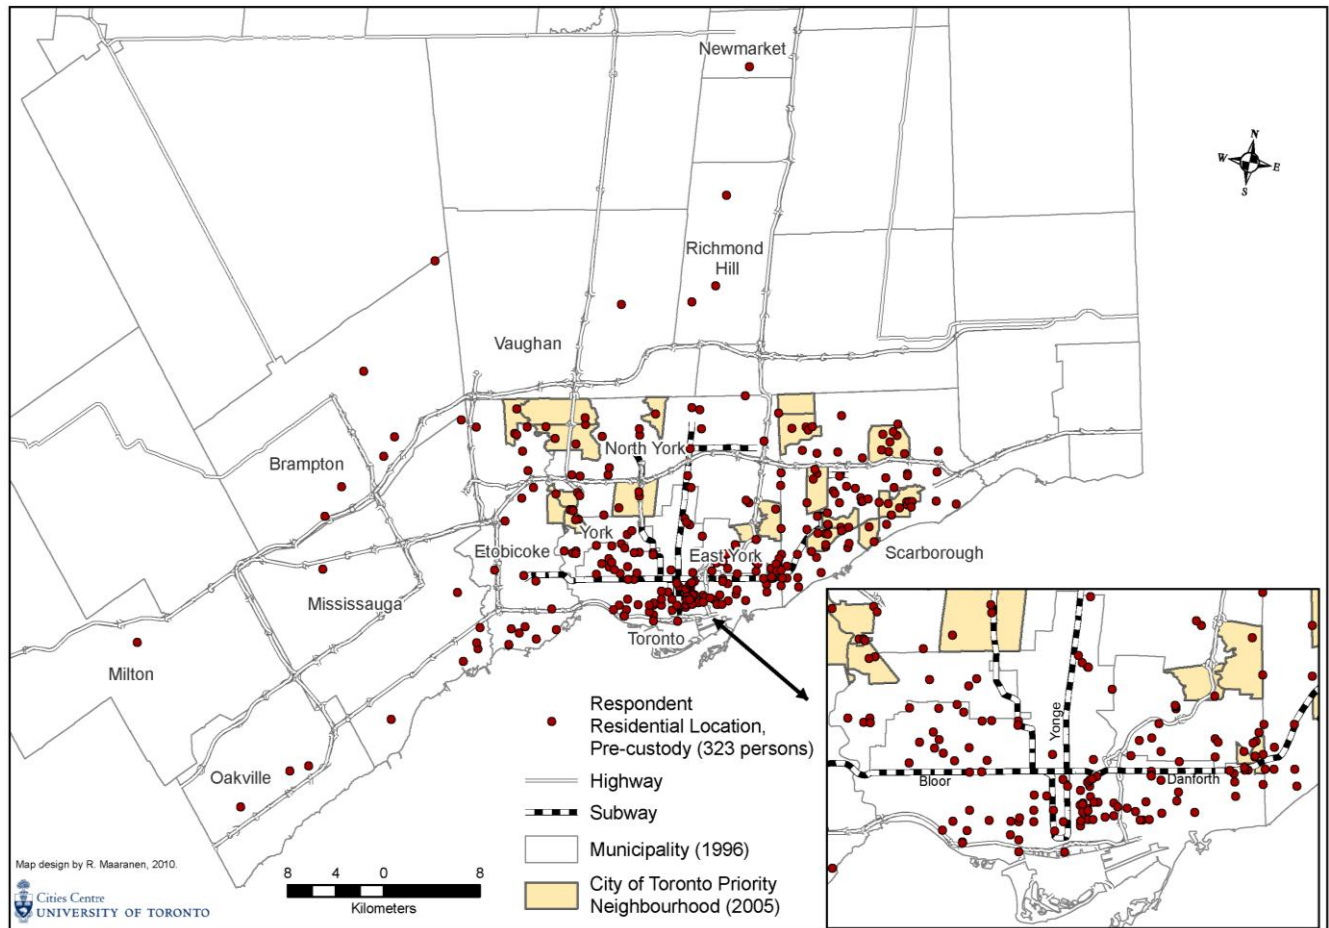 Newmarket
N
W
E
S
Richmond
Hill
Vaughan
North York
Brampton
York
Etobicoke
East York
Scarborough
Mississauga
Toronto
Milton
Oakville
Respondent
Residential Location,
Pre-custody (323 persons)
Highway
Subway
Municipality (1996)
City of Toronto Priority
Neighbourhood (2005)
Yonge
Bloor
Danforth
Map design by R. Maaranen, 2010.
Cities Centre
UNIVERSITY OF TORONTO
8 4 0 8
Kilometers